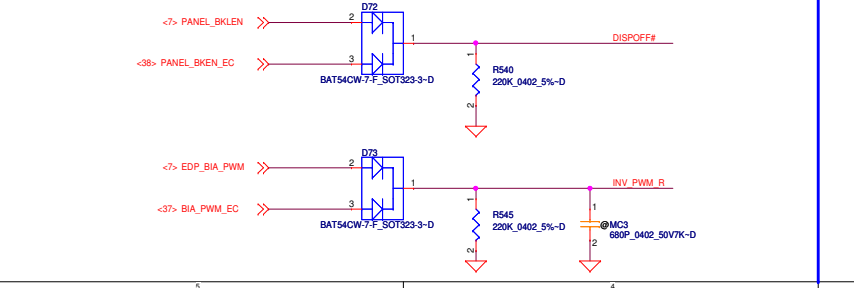 D72
<7> PANEL_BKLEN
2
1
DISPOFF#
<38> PANEL_BKEN_EC
3
1
R540
BAT54CW-7-F_SOT323-3~D
220K_0402_5%~D
2
D73
<7> EDP_BIA_PWM
2
1
INV_PWM_R
<37> BIA_PWM_EC
3
1
R545
1
@MC3
BAT54CW-7-F_SOT323-3~D
220K_0402_5%~D
680P_0402_50V7K~D
2
2
5
4